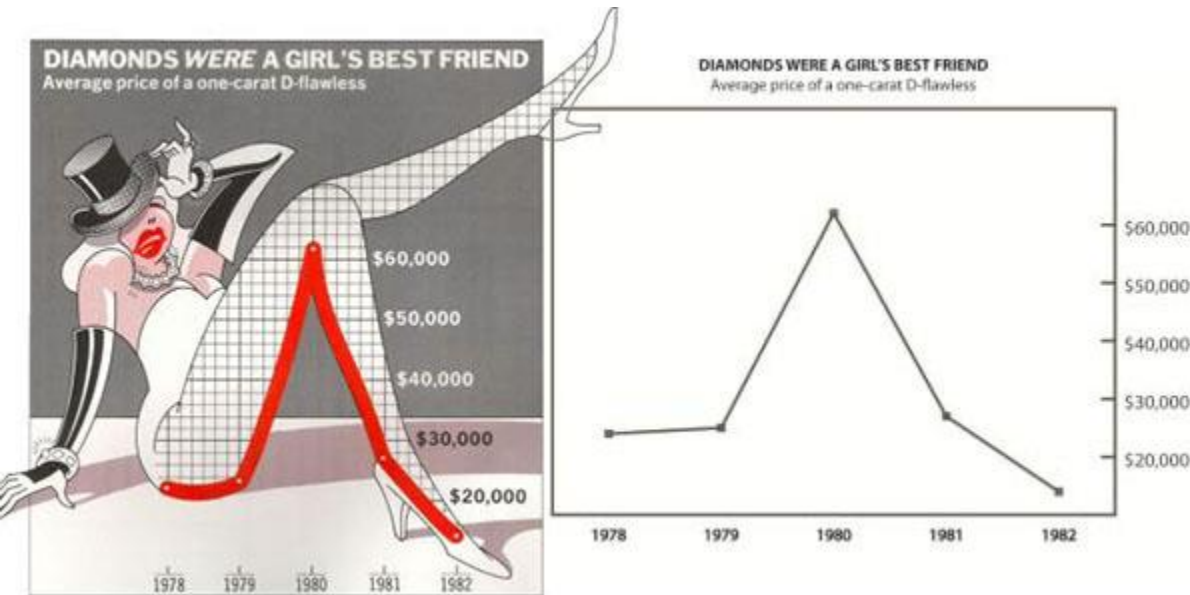 DIAMONDS WERE A GIRL'S BEST FRIEND
Average price of a one-carat D-flawless
$60,000
$50,000
$40,000
$30,000
$20,000
1978 1979 1980 1981 1982
DIAMONDS WERE A GIRL'S BEST FRIEND
Average price of a one-carat D-flawless
$60,000
$50,000
$40,000
$30,000
$20,000
1978 1979 1980 1981 1982